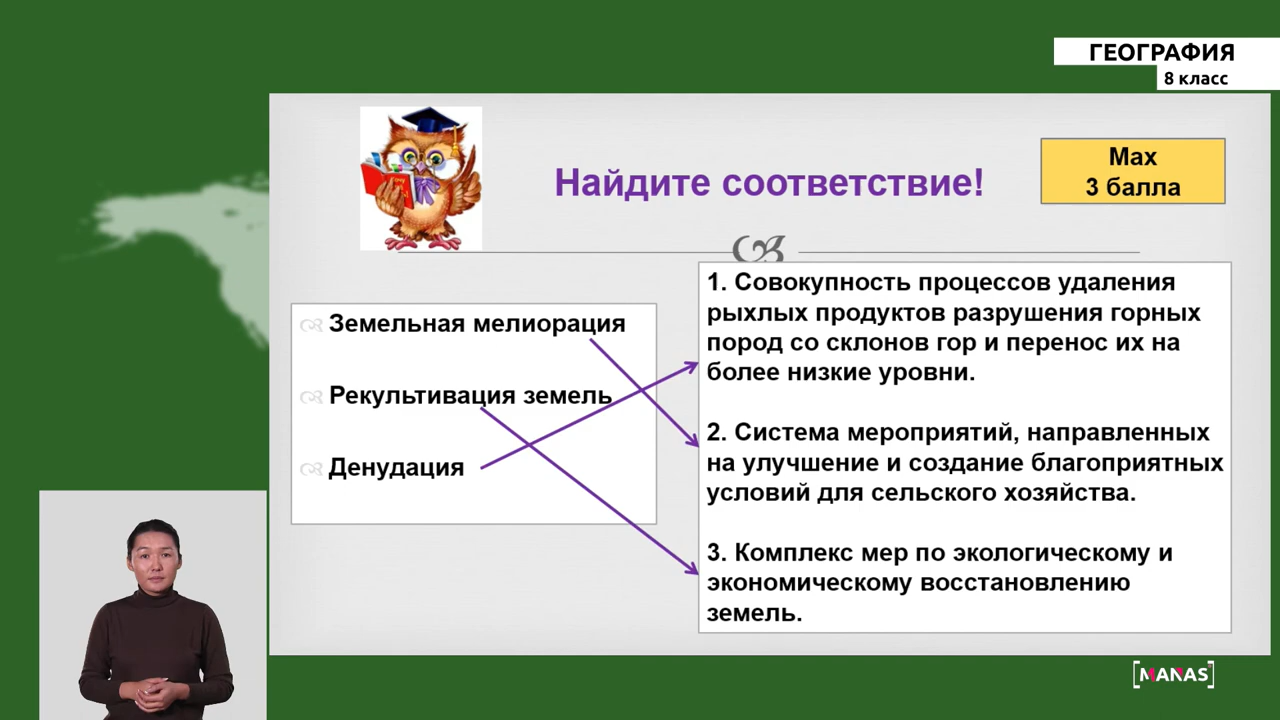 ГЕОГРАФИЯ
8 класс
Найдите соответствие!
Мах
3 балла
Земельная мелиорация
Рекультивация земель
Денудация
1. Совокупность процессов удаления
рыхлых продуктов разрушения горных
пород со склонов гор и перенос их на
более низкие уровни.
2. Система мероприятий, направленных
на улучшение и создание благоприятных
условий для сельского хозяйства.
3. Комплекс мер по экологическому и
экономическому восстановлению
земель.
[MANAS]